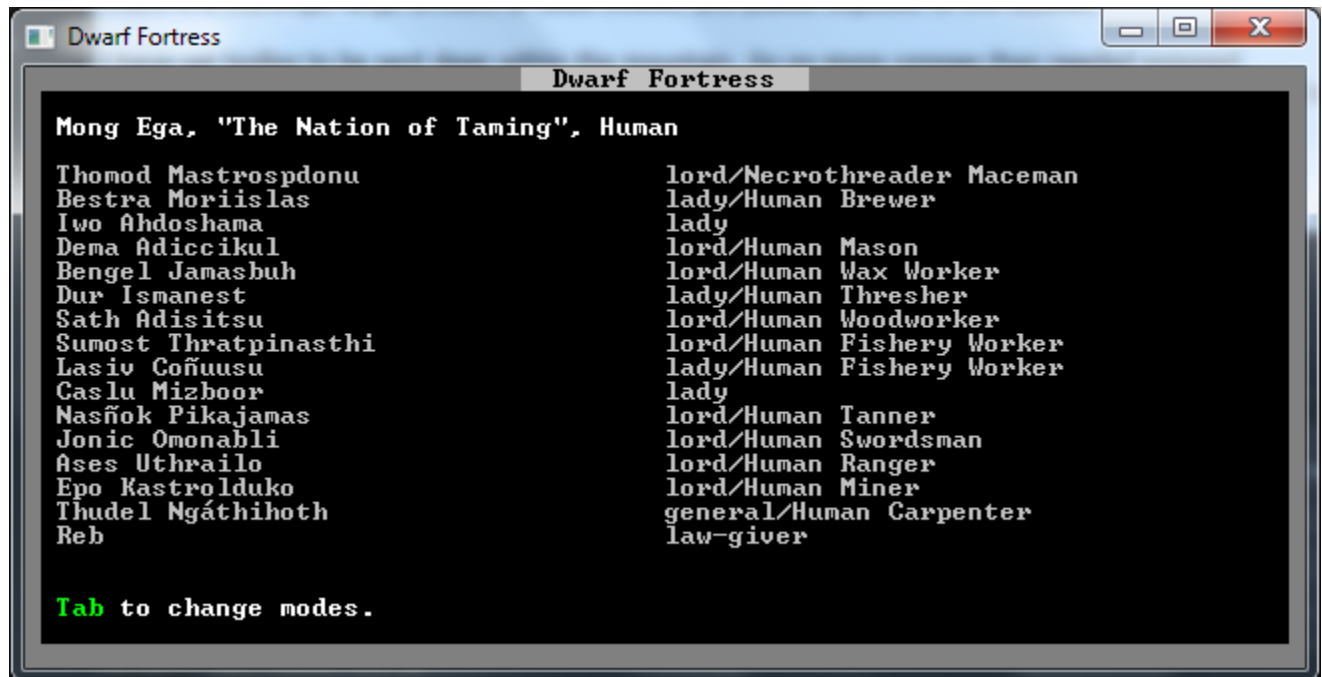 Dwarf Fortress
Dwarf Fortress
Mong Ega, "The Nation of Taming", Human
Thomod Mastrospdonu lord/Necrothreader Maceman
Bestra Moriislas lady/Human Brewer
Iwo Ahdoshama lady
Dema Adiccikul lord/Human Mason
Bengel Jamasbuh lord/Human Wax Worker
Dur Ismanest lady/Human Thresher
Sath Adisitsu lord/Human Woodworker
Sumost Thratpinasthi lord/Human Fishery Worker
Lasiv Coñuusu lady/Human Fishery Worker
Caslu Mizboor lady
Nasñok Pikajamas lord/Human Tanner
Jonic Omonabli lord/Human Swordsman
Ases Uthrailo lord/Human Ranger
Epo Kastrolduko lord/Human Miner
Thudel Ngáthihoth general/Human Carpenter
Reb law-giver
Tab to change modes.